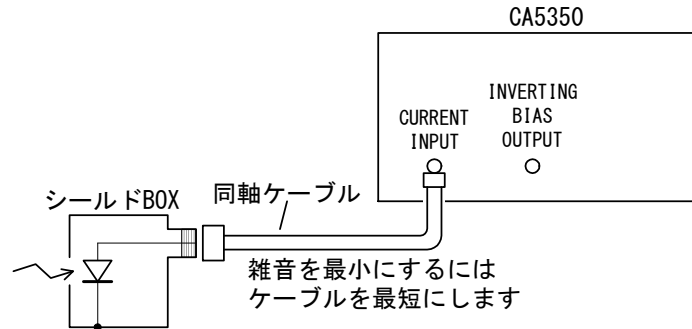 CA5350
INVERTING
BIAS
OUTPUT
CURRENT
INPUT
シールドBOX
同軸ケーブル
雑音を最小にするには
ケーブルを最短にします